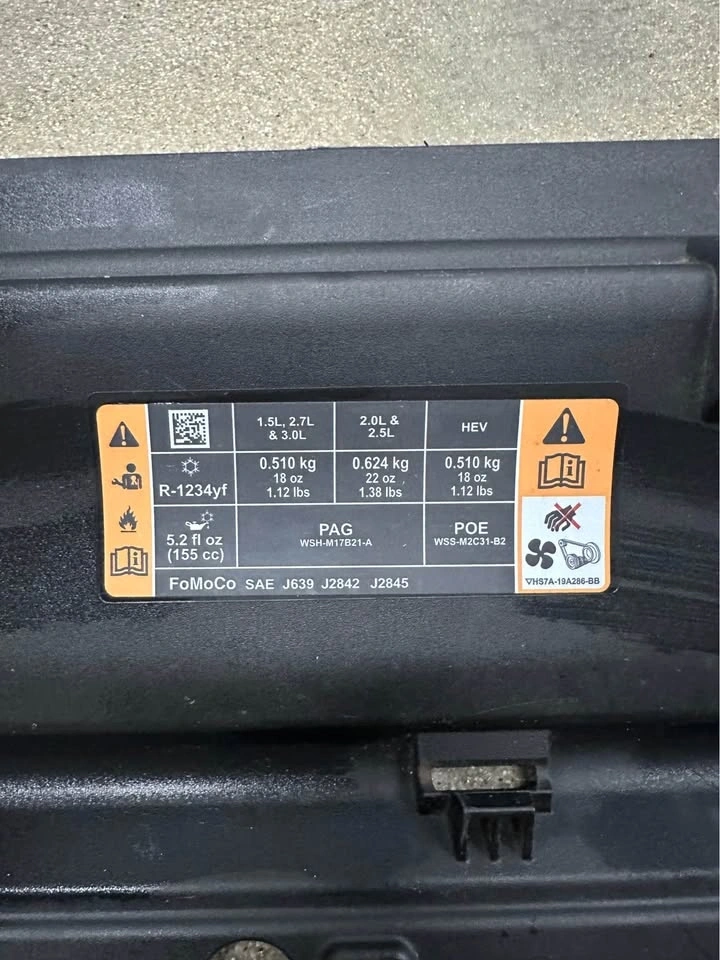 1.5L, 2.7L
& 3.0L
2.0L &
2.5L
HEV
R-1234yf
0.510 kg
18 oz
1.12 lbs
0.624 kg
22 oz
1.38 lbs
0.510 kg
18 oz
1.12 lbs
5.2 fl oz
(155 cc)
PAG
WSH-M17B21-A
POE
WSS-M2C31-B2
FoMoCo SAE J639 J2842 J2845
▽HS7A-19A286-BB